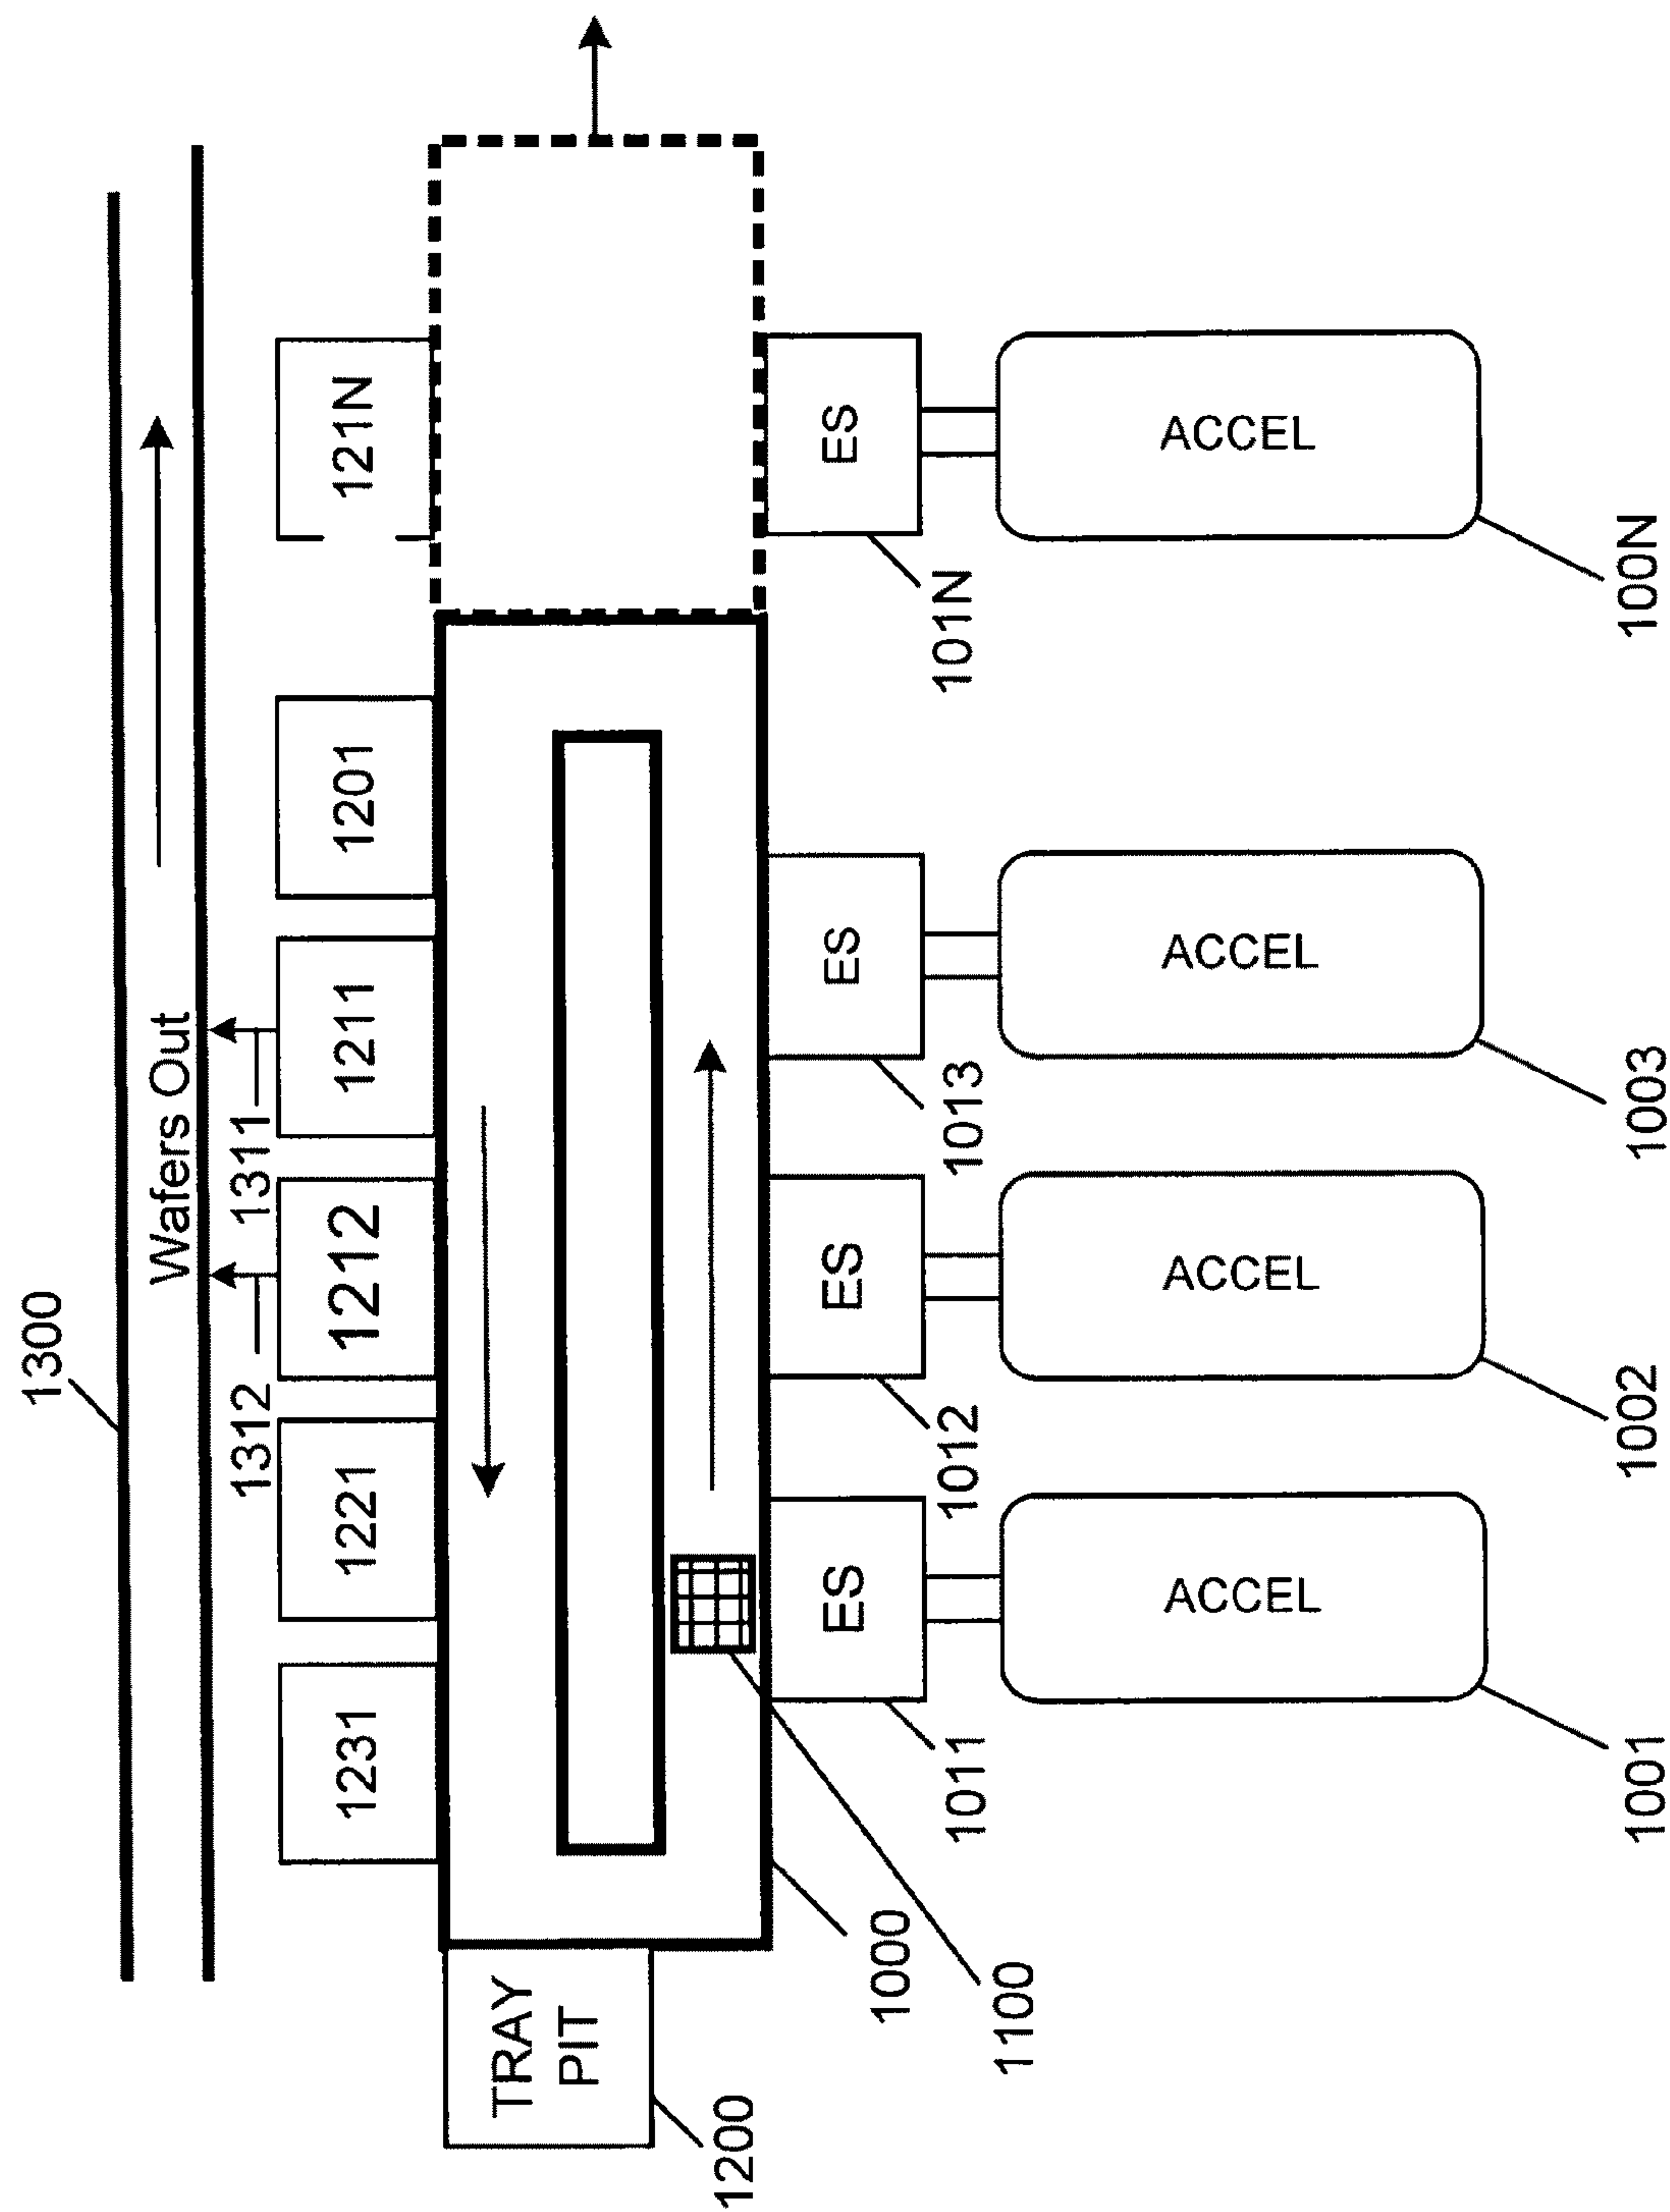 1300
Wafers Out
1312
1311
1231
1221
1212
1211
1201
121N
TRAY
PIT
1200
1000
1100
ES
ES
ES
ES
1011
1012
1013
101N
ACCEL
ACCEL
ACCEL
ACCEL
1001
1002
1003
100N